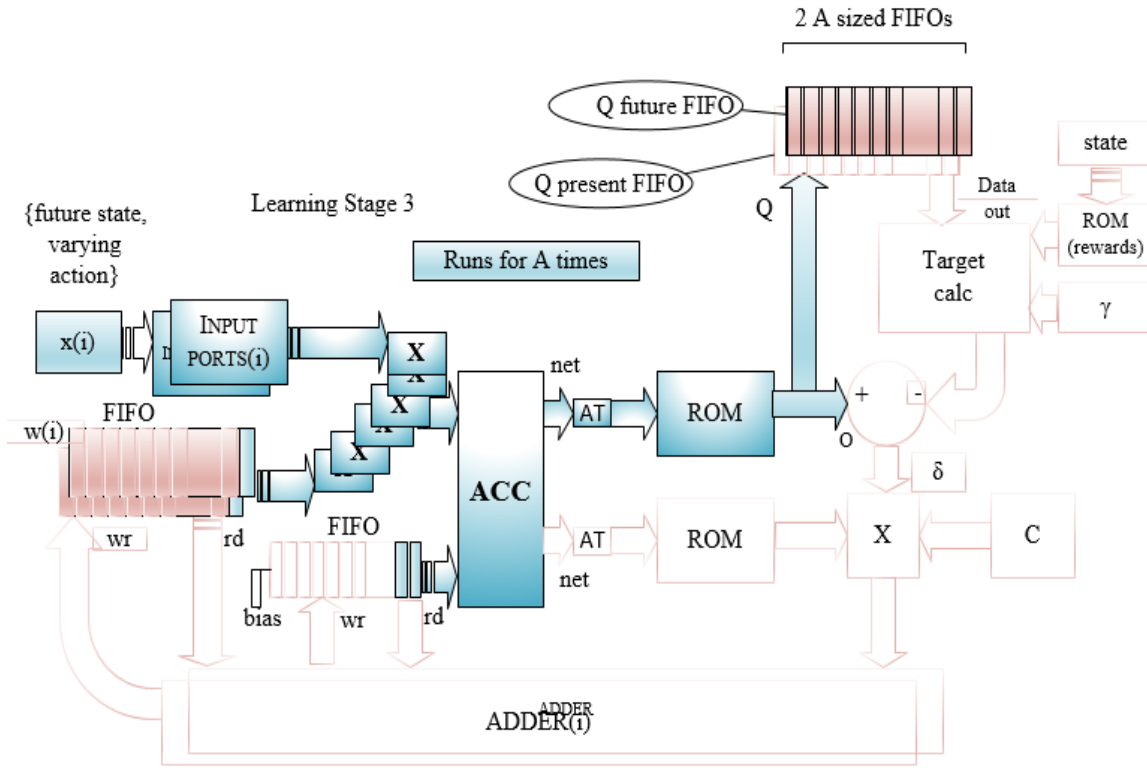 2 A sized FIFOs
Q future FIFO
Q present FIFO
state
Data
out
ROM
(rewards)
Q
Learning Stage 3
{future state,
varying
action}
Runs for A times
Target
calc
γ
x(i)
INPUT
PORTS(i)
X
X
X
X
X
net
AT
ROM
+
-
O
FIFO
w(i)
ACC
δ
wr
rd
FIFO
AT
net
ROM
X
C
bias
wr
rd
ADDER
ADDER(i)